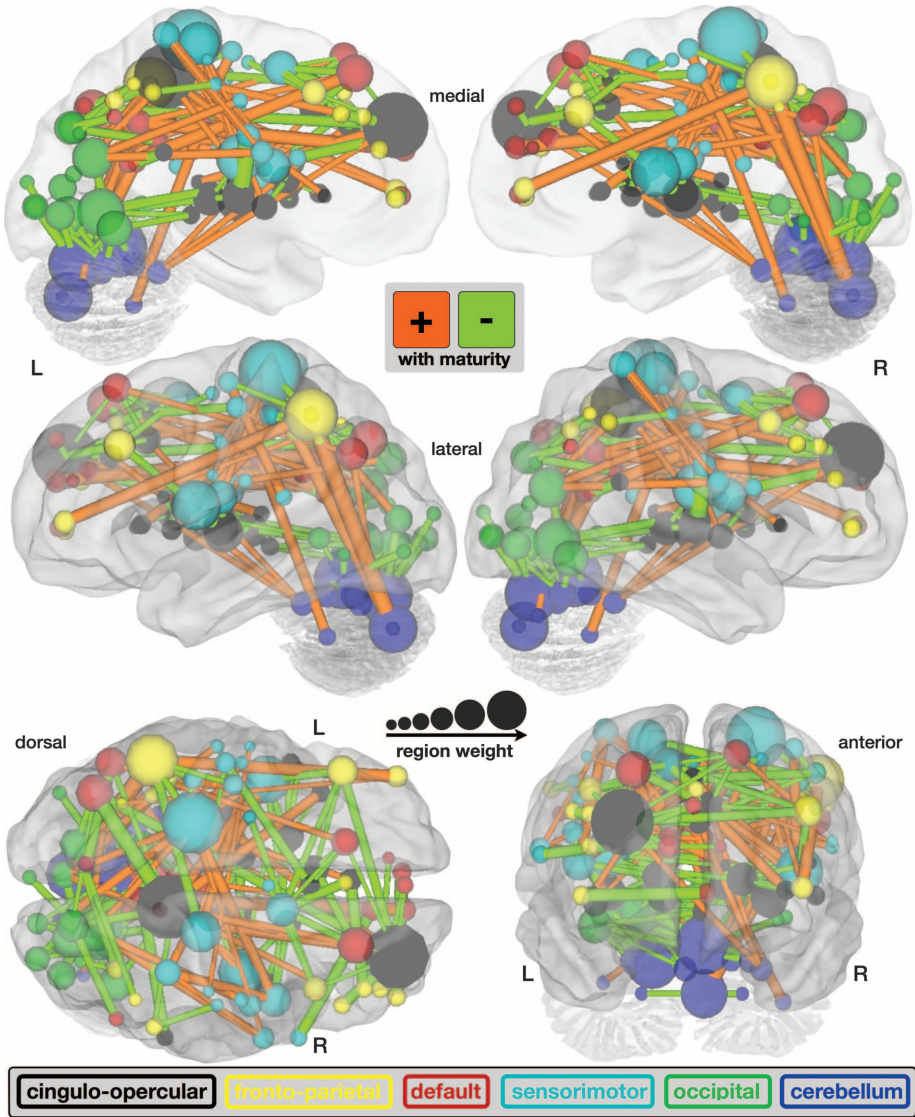 medial
+
-
with maturity
L
R
lateral
L
dorsal
region weight
anterior
L
R
R
cingulo-opercular
fronto-parietal
default
sensorimotor
occipital
cerebellum